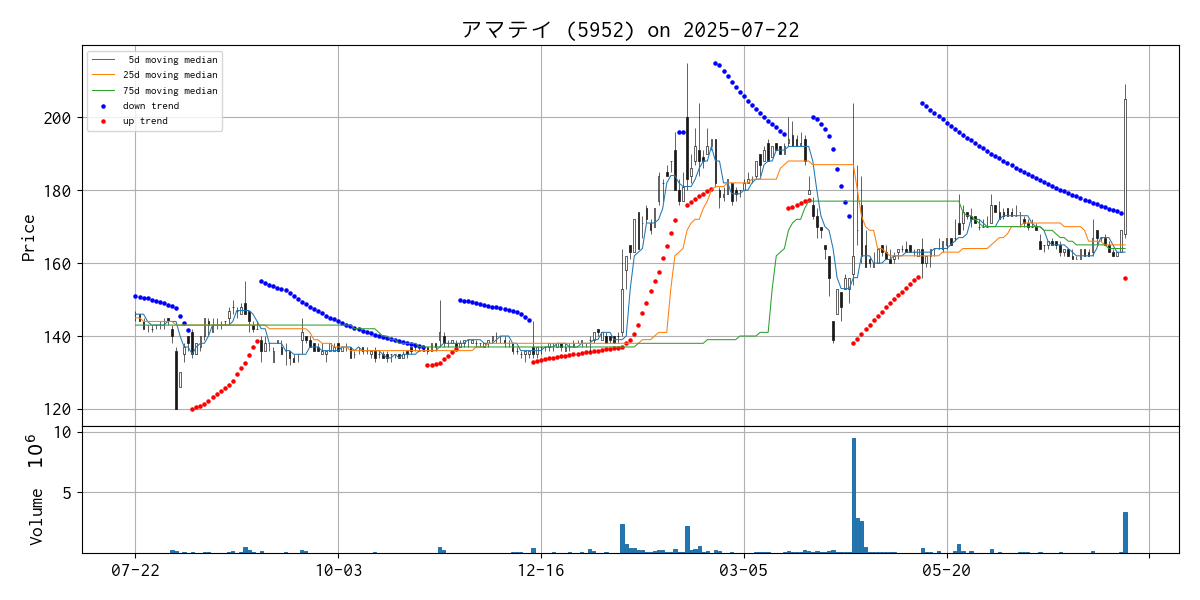 アマテイ (5952) on 2025-07-22
5d moving median
25d moving median
75d moving median
down trend
up trend
Price
200
180
160
140
120
Volume 10^6
10
5
07-22
10-03
12-16
03-05
05-20